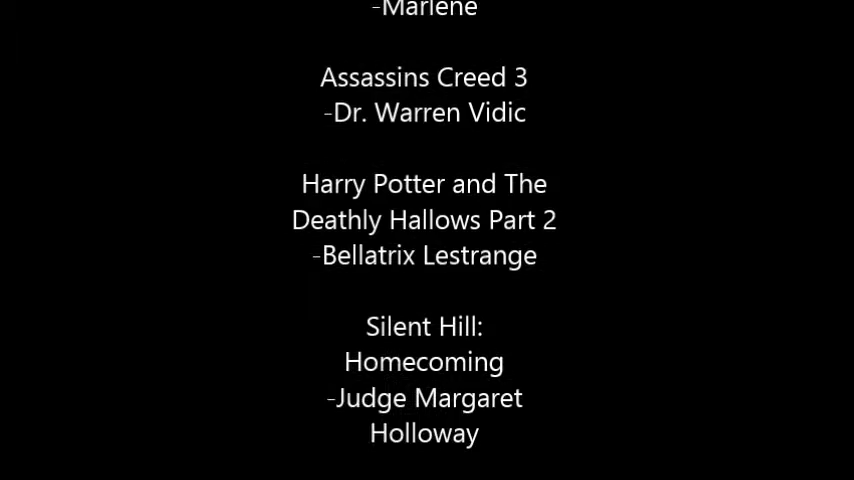 -Marlene
Assassins Creed 3
-Dr. Warren Vidic
Harry Potter and The
Deathly Hallows Part 2
-Bellatrix Lestrange
Silent Hill:
Homecoming
-Judge Margaret
Holloway